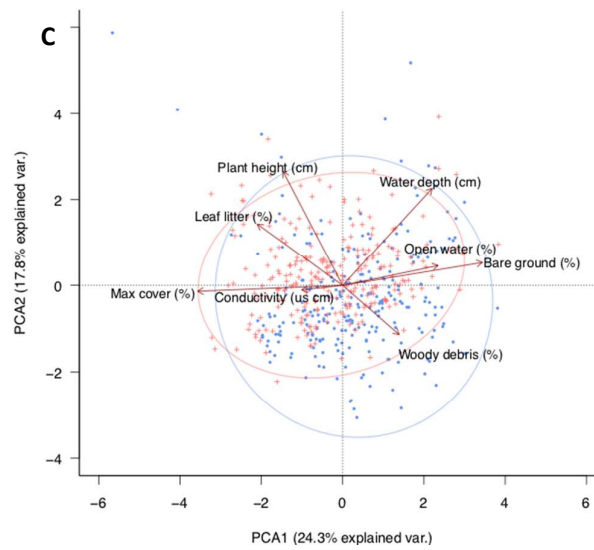 C
4
2
0
−2
−4
PCA2 (17.8% explained var.)
Plant height (cm)
Water depth (cm)
Leaf litter (%)
Open water (%)
Bare ground (%)
Max cover (%)
Conductivity (us cm)
Woody debris (%)
−6 −4 −2 0 2 4 6
PCA1 (24.3% explained var.)